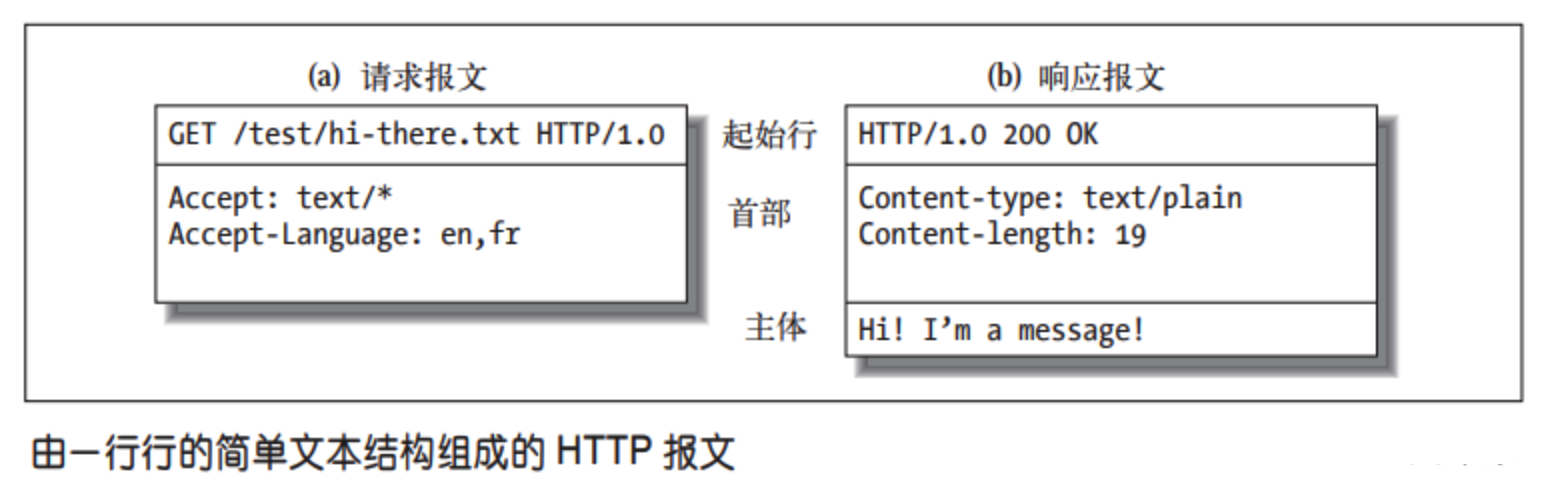 (a) 请求报文
GET /test/hi-there.txt HTTP/1.0
Accept: text/*
Accept-Language: en,fr
起始行
首部
主体
(b) 响应报文
HTTP/1.0 200 OK
Content-type: text/plain
Content-length: 19
Hi! I’m a message!
由一行行的简单文本结构组成的 HTTP 报文